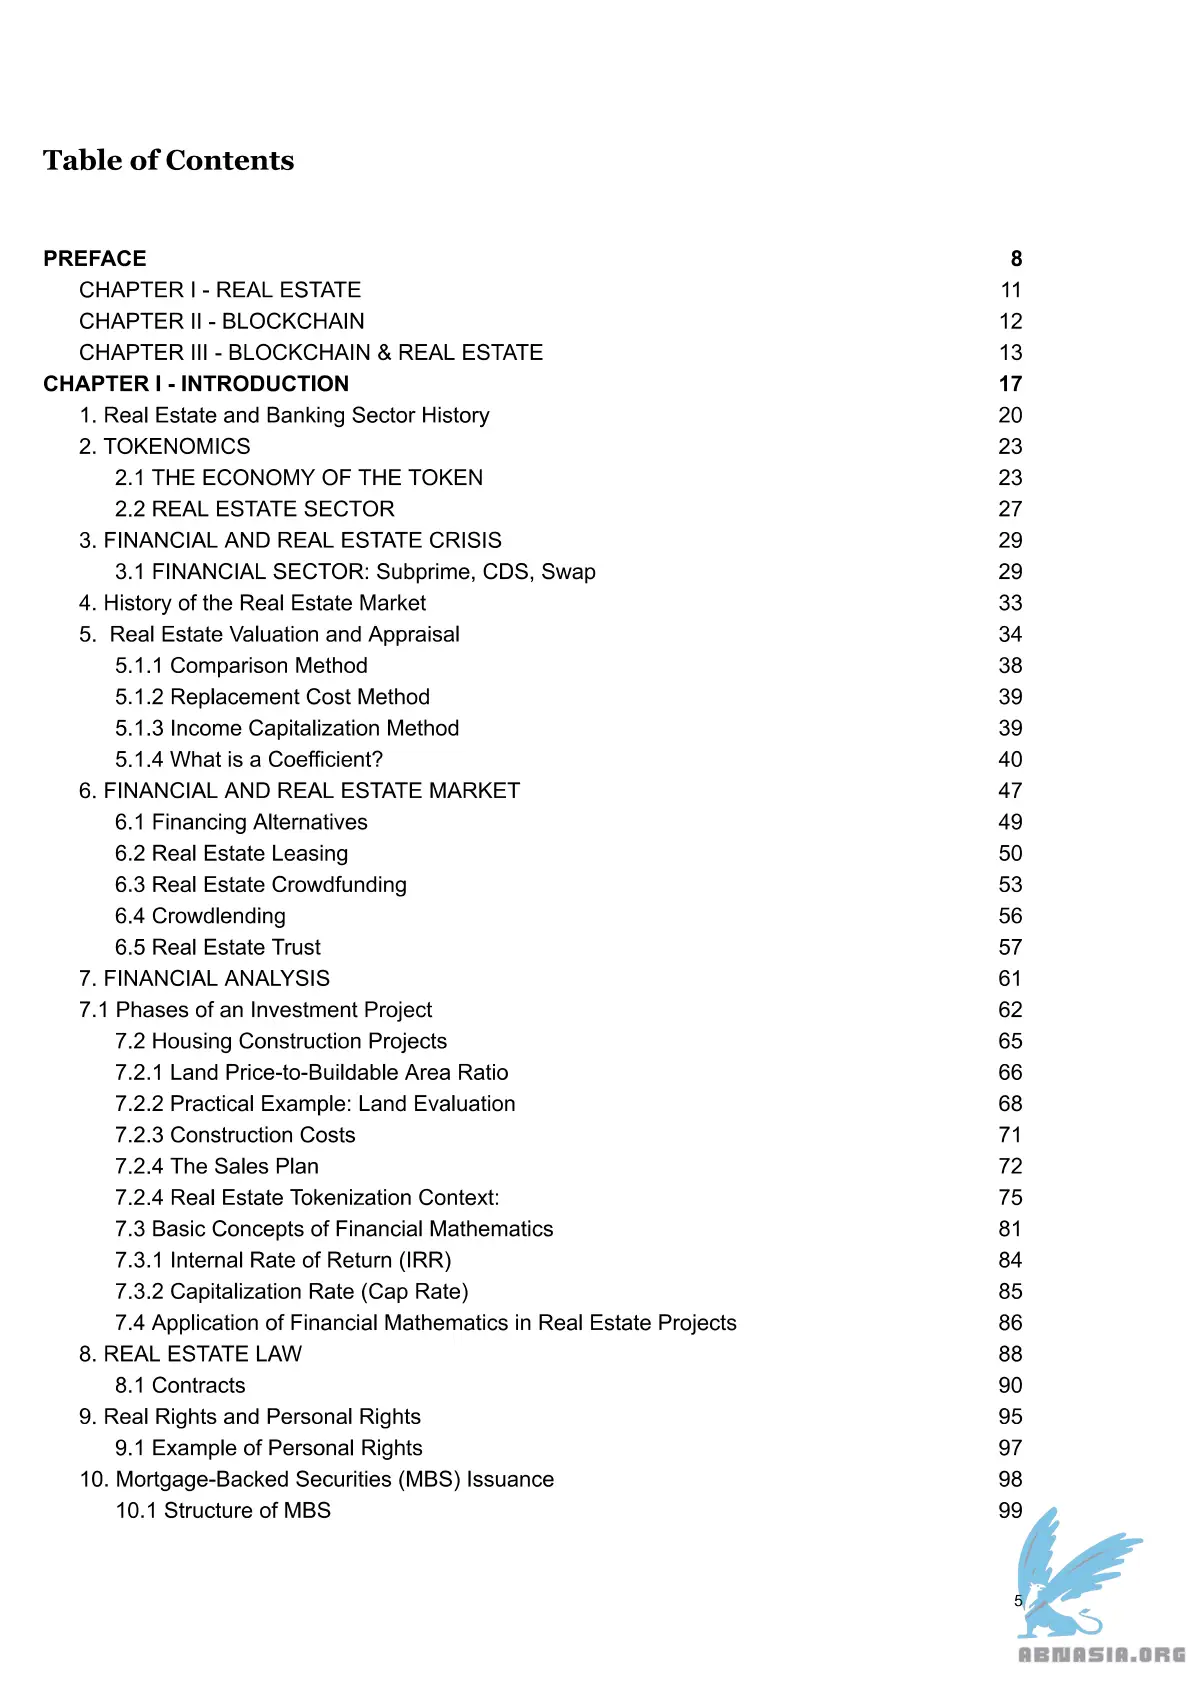 Table of Contents
PREFACE 8
CHAPTER I - REAL ESTATE 11
CHAPTER II - BLOCKCHAIN 12
CHAPTER III - BLOCKCHAIN & REAL ESTATE 13
CHAPTER I - INTRODUCTION 17
1. Real Estate and Banking Sector History 20
2. TOKENOMICS 23
2.1 THE ECONOMY OF THE TOKEN 23
2.2 REAL ESTATE SECTOR 27
3. FINANCIAL AND REAL ESTATE CRISIS 29
3.1 FINANCIAL SECTOR: Subprime, CDS, Swap 29
4. History of the Real Estate Market 33
5.  Real Estate Valuation and Appraisal 34
5.1.1 Comparison Method 38
5.1.2 Replacement Cost Method 39
5.1.3 Income Capitalization Method 39
5.1.4 What is a Coefficient? 40
6. FINANCIAL AND REAL ESTATE MARKET 47
6.1 Financing Alternatives 49
6.2 Real Estate Leasing 50
6.3 Real Estate Crowdfunding 53
6.4 Crowdlending 56
6.5 Real Estate Trust 57
7. FINANCIAL ANALYSIS 61
7.1 Phases of an Investment Project 62
7.2 Housing Construction Projects 65
7.2.1 Land Price-to-Buildable Area Ratio 66
7.2.2 Practical Example: Land Evaluation 68
7.2.3 Construction Costs 71
7.2.4 The Sales Plan 72
7.2.4 Real Estate Tokenization Context: 75
7.3 Basic Concepts of Financial Mathematics 81
7.3.1 Internal Rate of Return (IRR) 84
7.3.2 Capitalization Rate (Cap Rate) 85
7.4 Application of Financial Mathematics in Real Estate Projects 86
8. REAL ESTATE LAW 88
8.1 Contracts 90
9. Real Rights and Personal Rights 95
9.1 Example of Personal Rights 97
10. Mortgage-Backed Securities (MBS) Issuance 98
10.1 Structure of MBS 99
5
ABNASIA.ORG